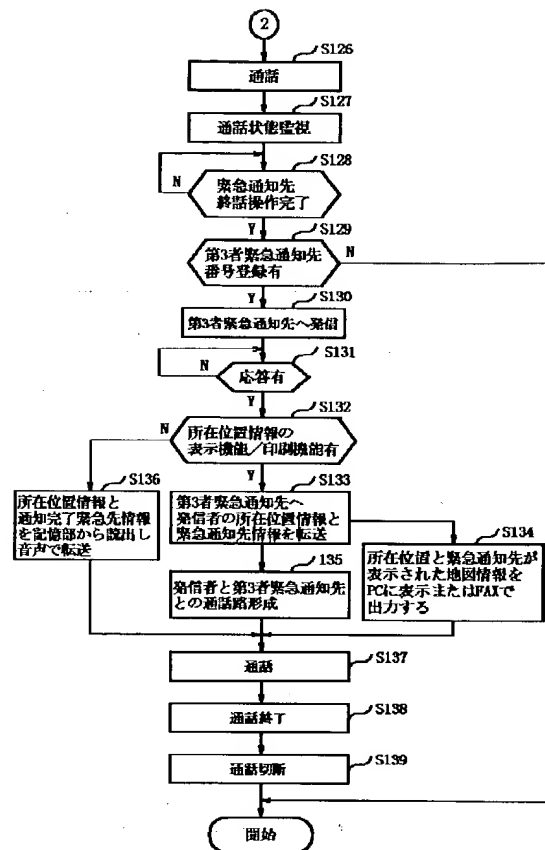 2
S126
通話
S127
通話状態監視
S128
N
緊急通知先
終話操作完了
Y
S129
第3者緊急通知先
番号登録有
N
Y
S130
第3者緊急通知先へ発信
S131
N
応答有
Y
S132
N
所在位置情報の
表示機能/印刷機能有
Y
S136
所在位置情報と
通知完了緊急先情報
を記憶部から読出し
音声で転送
S133
第3者緊急通知先へ
発信者の所在位置情報と
緊急通知先情報を転送
S134
所在位置と緊急通知先が
表示された地図情報を
PCに表示またはFAXで
出力する
135
発信者と第3者緊急通知先
との通話路形成
S137
通話
S138
通話終了
S139
通話切断
開始